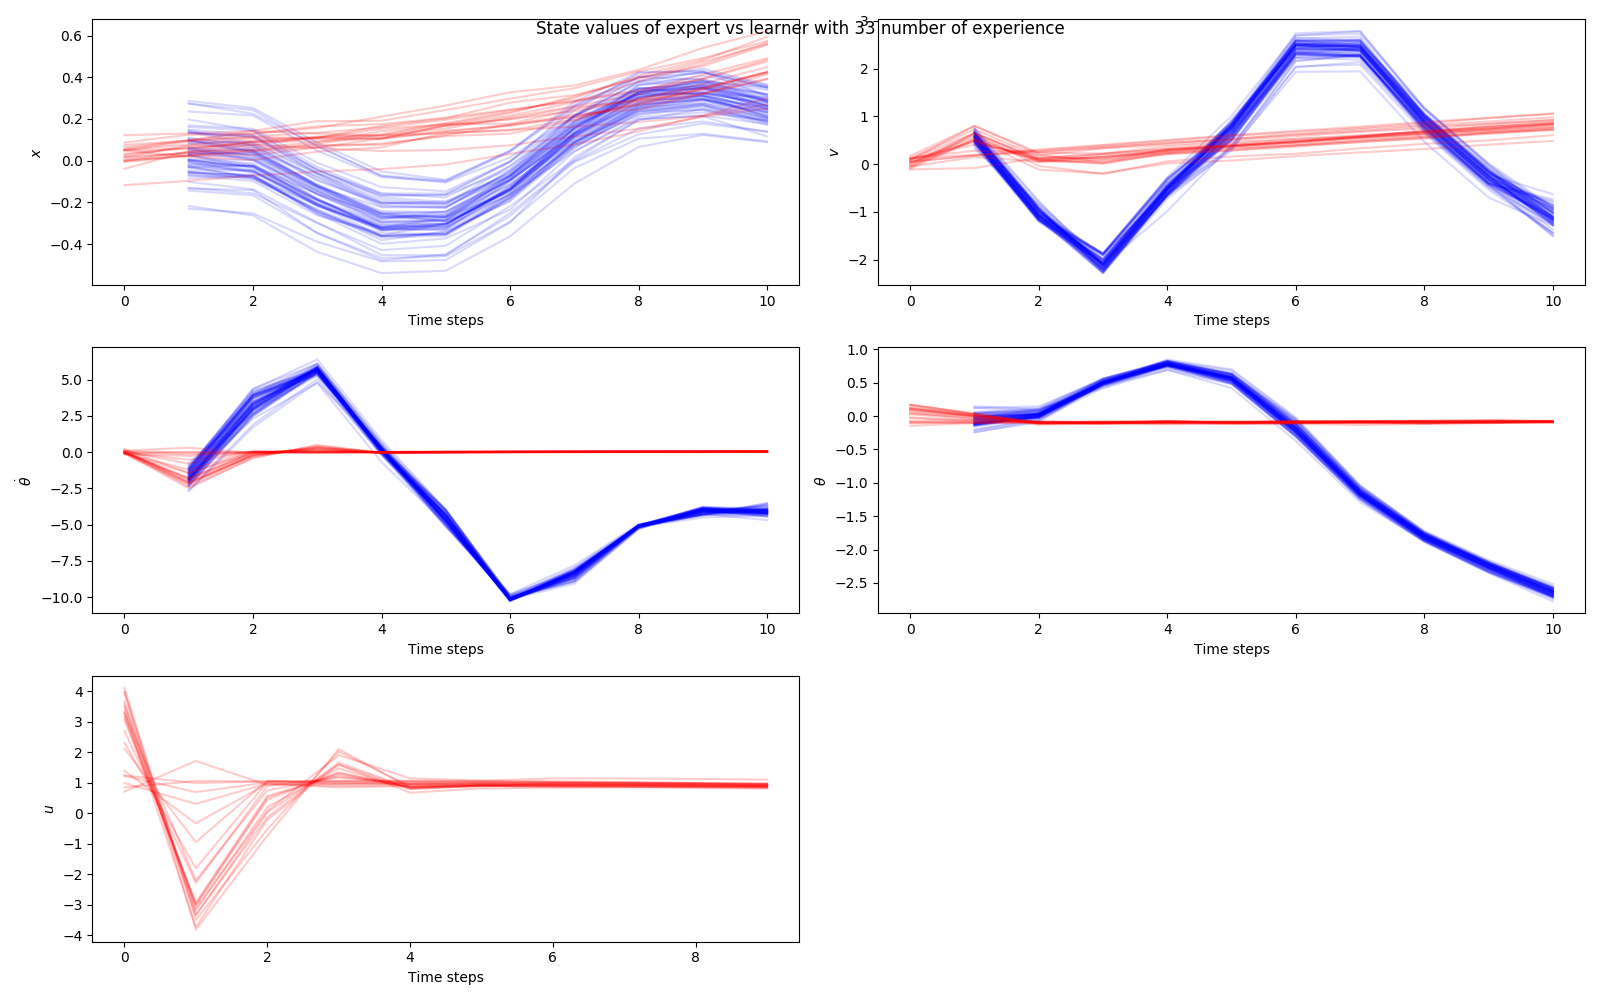 State values of expert vs learner with 33 number of experience
0.6
0.4
0.2
0.0
−0.2
−0.4
x
0 2 4 6 8 10
Time steps
3
2
1
0
−1
−2
v
0 2 4 6 8 10
Time steps
5.0
2.5
0.0
−2.5
−5.0
−7.5
−10.0
θ̇
0 2 4 6 8 10
Time steps
1.0
0.5
0.0
−0.5
−1.0
−1.5
−2.0
−2.5
θ
0 2 4 6 8 10
Time steps
4
3
2
1
0
−1
−2
−3
−4
u
0 2 4 6 8
Time steps